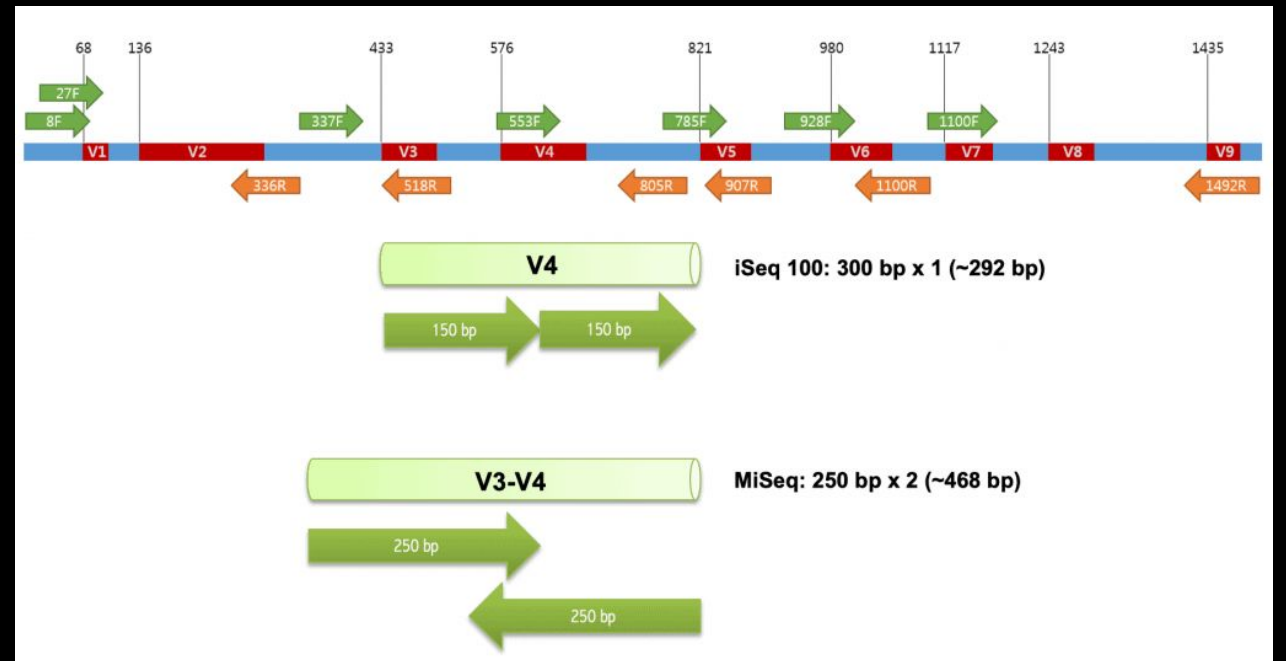 68 136 433 576 821 980 1117 1243 1435
27F
8F 337F 553F 785F 928F 1100F
V1 V2 V3 V4 V5 V6 V7 V8 V9
336R 518R 805R 907R 1100R 1492R
V4 iSeq 100: 300 bp x 1 (~292 bp)
150 bp 150 bp
V3-V4 MiSeq: 250 bp x 2 (~468 bp)
250 bp
250 bp